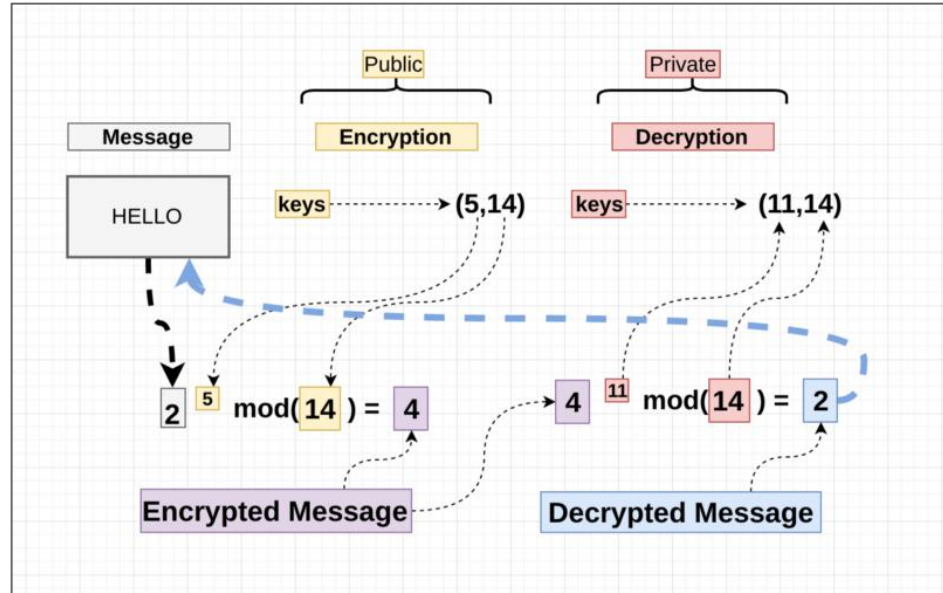 Public
Private
Message
Encryption
Decryption
HELLO
keys (5,14)
keys (11,14)
2 5 mod( 14 ) = 4
4 11 mod( 14 ) = 2
Encrypted Message
Decrypted Message